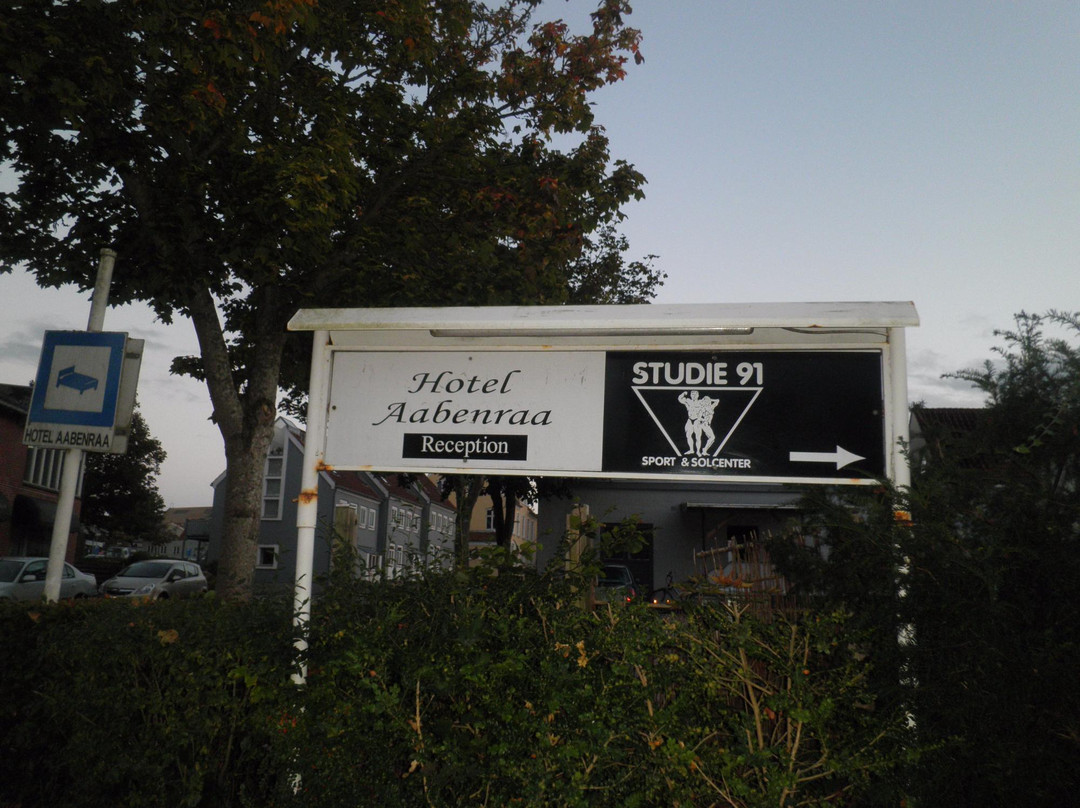 HOTEL AABENRAA
Hotel
Aabenraa
Reception
STUDIE 91
SPORT & SOLCENTER